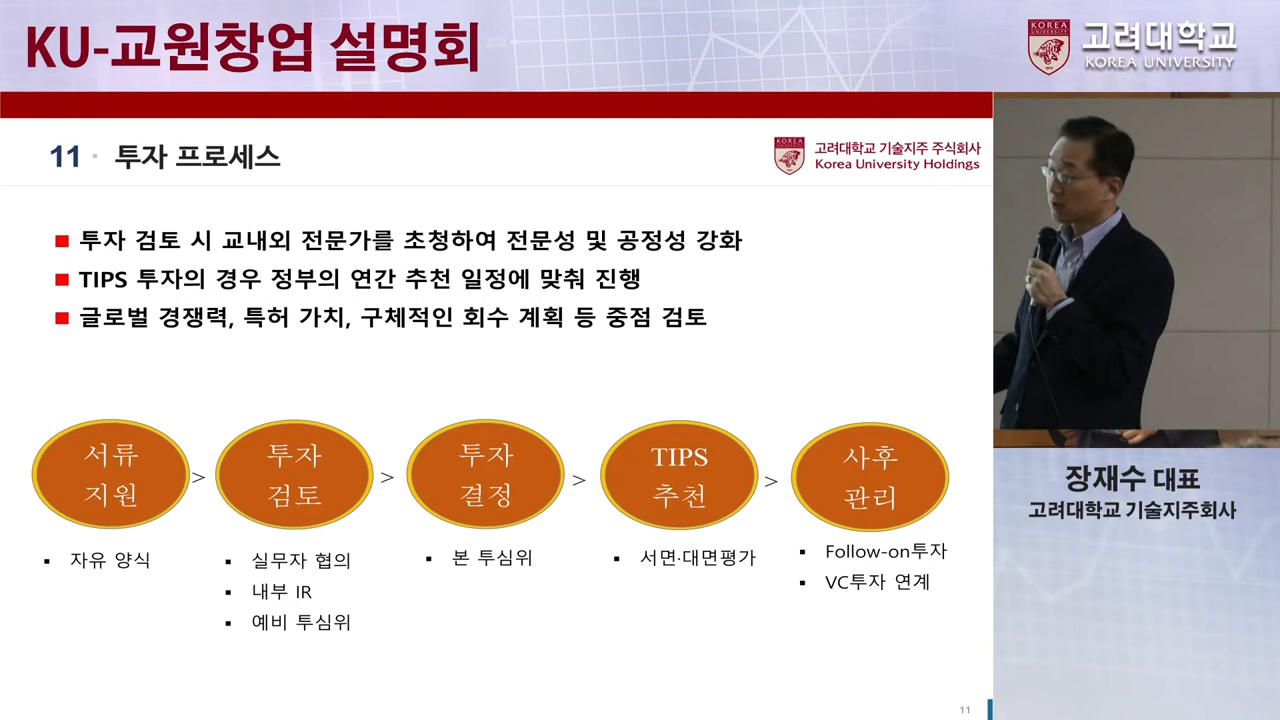 KU-교원창업 설명회
KOREA
고려대학교
KOREA UNIVERSITY
11 · 투자 프로세스
KOREA
고려대학교 기술지주 주식회사
Korea University Holdings
■ 투자 검토 시 교내외 전문가를 초청하여 전문성 및 공정성 강화
■ TIPS 투자의 경우 정부의 연간 추천 일정에 맞춰 진행
■ 글로벌 경쟁력, 특허 가치, 구체적인 회수 계획 등 중점 검토
서류
지원
>
투자
검토
>
투자
결정
>
TIPS
추천
>
사후
관리
▪ 자유 양식
▪ 실무자 협의
▪ 내부 IR
▪ 예비 투심위
▪ 본 투심위
▪ 서면·대면평가
▪ Follow-on투자
▪ VC투자 연계
장재수 대표
고려대학교 기술지주회사
11